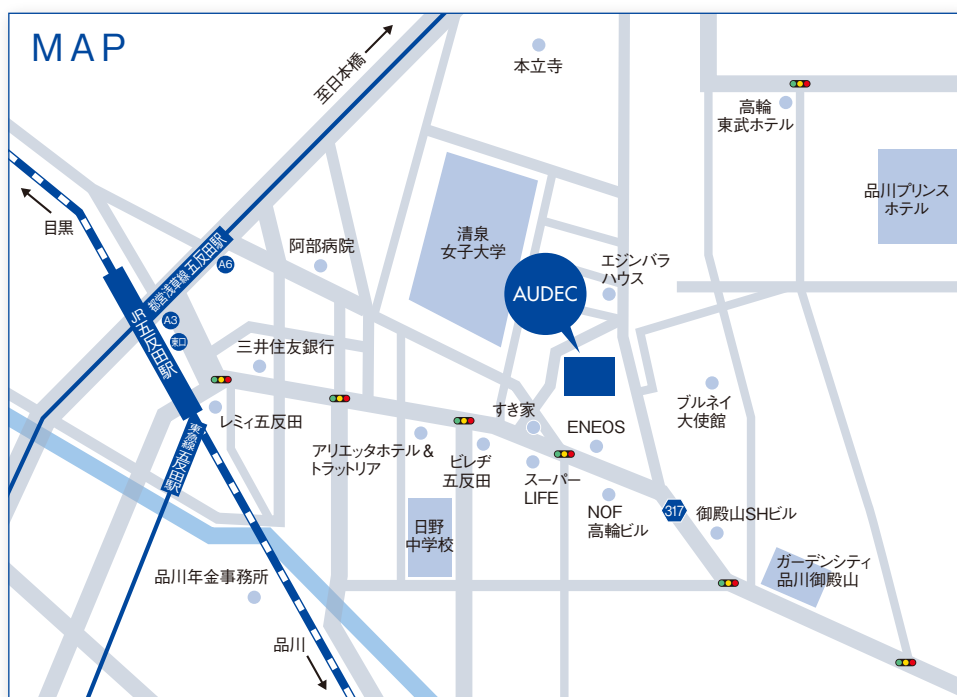 MAP
至日本橋
本立寺
高輪
東武ホテル
品川プリンス
ホテル
目黒
都営浅草線 五反田駅
A6
阿部病院
清泉
女子大学
エジンバラ
ハウス
AUDEC
JR 五反田駅
A3
東口
三井住友銀行
レミィ五反田
東急線 五反田駅
アリエッタホテル &
トラットリア
ビレヂ
五反田
すき家
スーパー
LIFE
ENEOS
ブルネイ
大使館
NOF
高輪ビル
317
御殿山SHビル
日野
中学校
ガーデンシティ
品川御殿山
品川年金事務所
品川